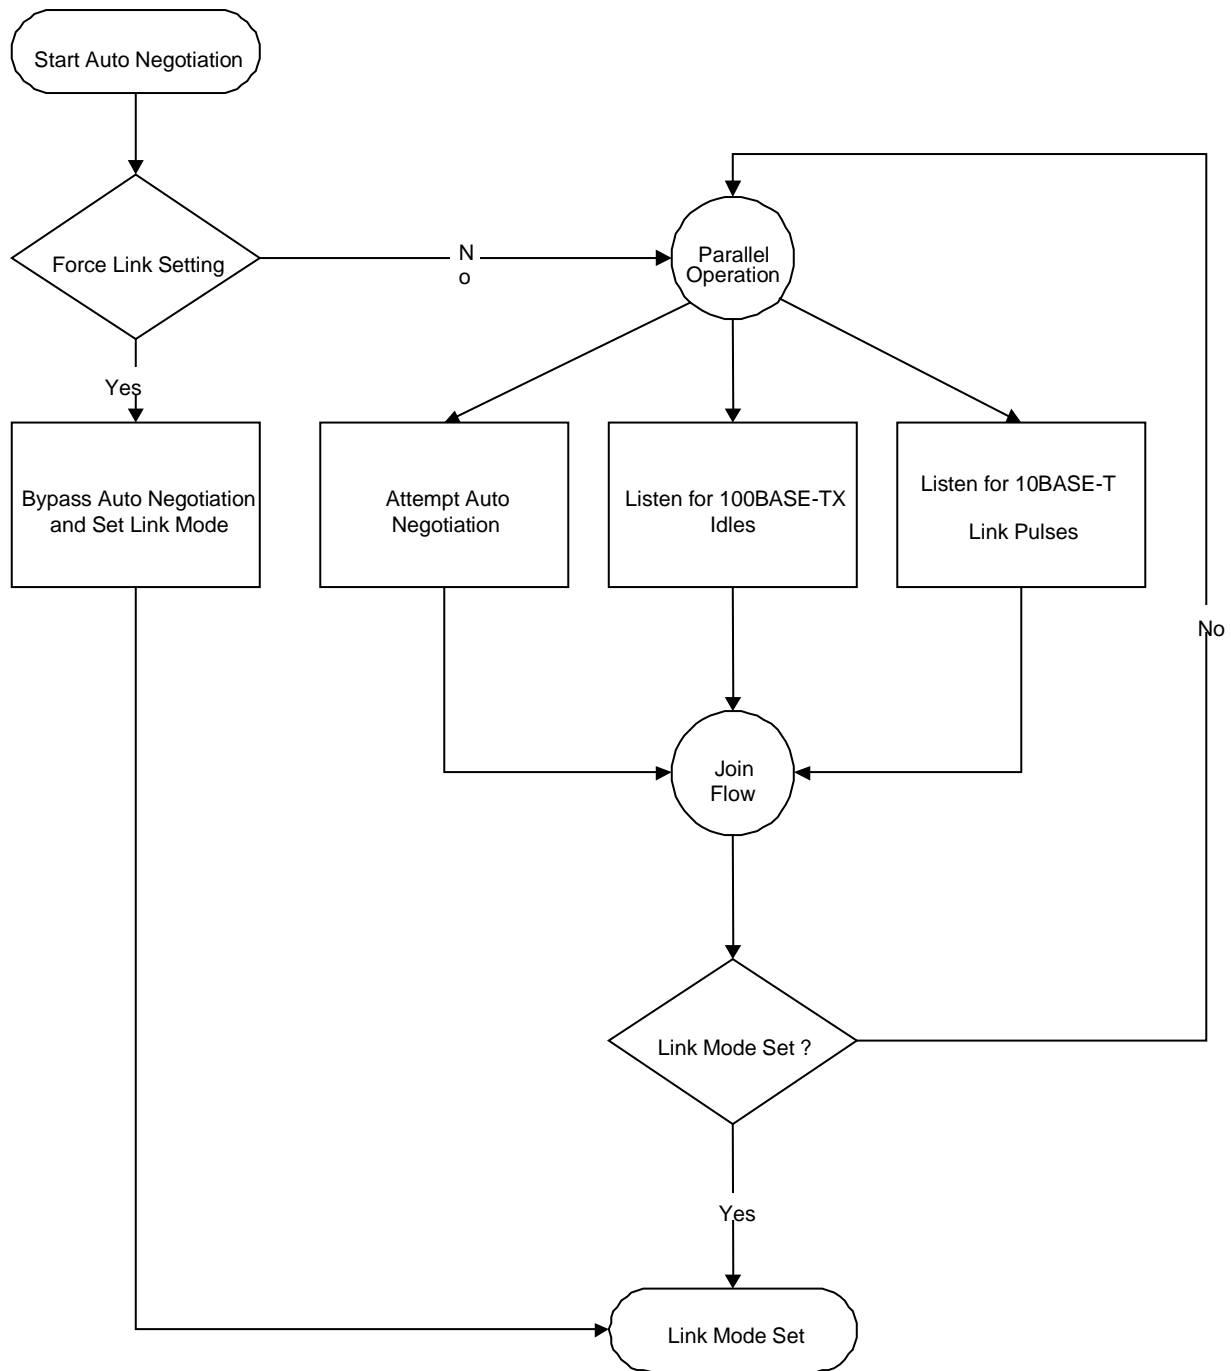 Start Auto Negotiation
Force Link Setting
N
o
Parallel
Operation
Yes
Bypass Auto Negotiation
and Set Link Mode
Attempt Auto
Negotiation
Listen for 100BASE-TX
Idles
Listen for 10BASE-T
Link Pulses
No
Join
Flow
Link Mode Set ?
Yes
Link Mode Set